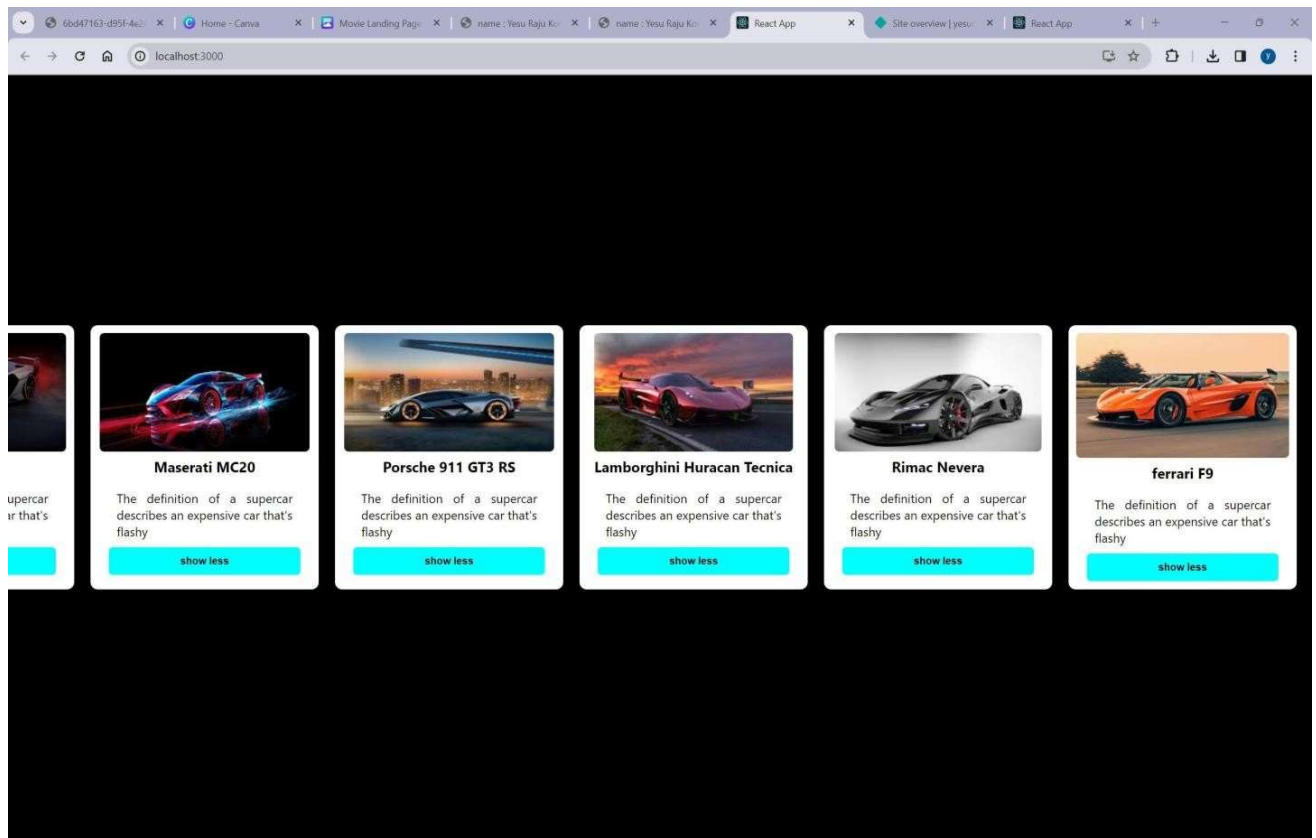 6bd47163-d95f-4e2
Home - Canva
Movie Landing Page
name : Yesu Raju Ko
name : Yesu Raju Ko
React App
Site overview | yesu
React App
localhost:3000
y
upercar
r that's
Maserati MC20
The definition of a supercar
describes an expensive car that's
flashy
show less
Porsche 911 GT3 RS
The definition of a supercar
describes an expensive car that's
flashy
show less
Lamborghini Huracan Tecnica
The definition of a supercar
describes an expensive car that's
flashy
show less
Rimac Nevera
The definition of a supercar
describes an expensive car that's
flashy
show less
ferrari F9
The definition of a supercar
describes an expensive car that's
flashy
show less